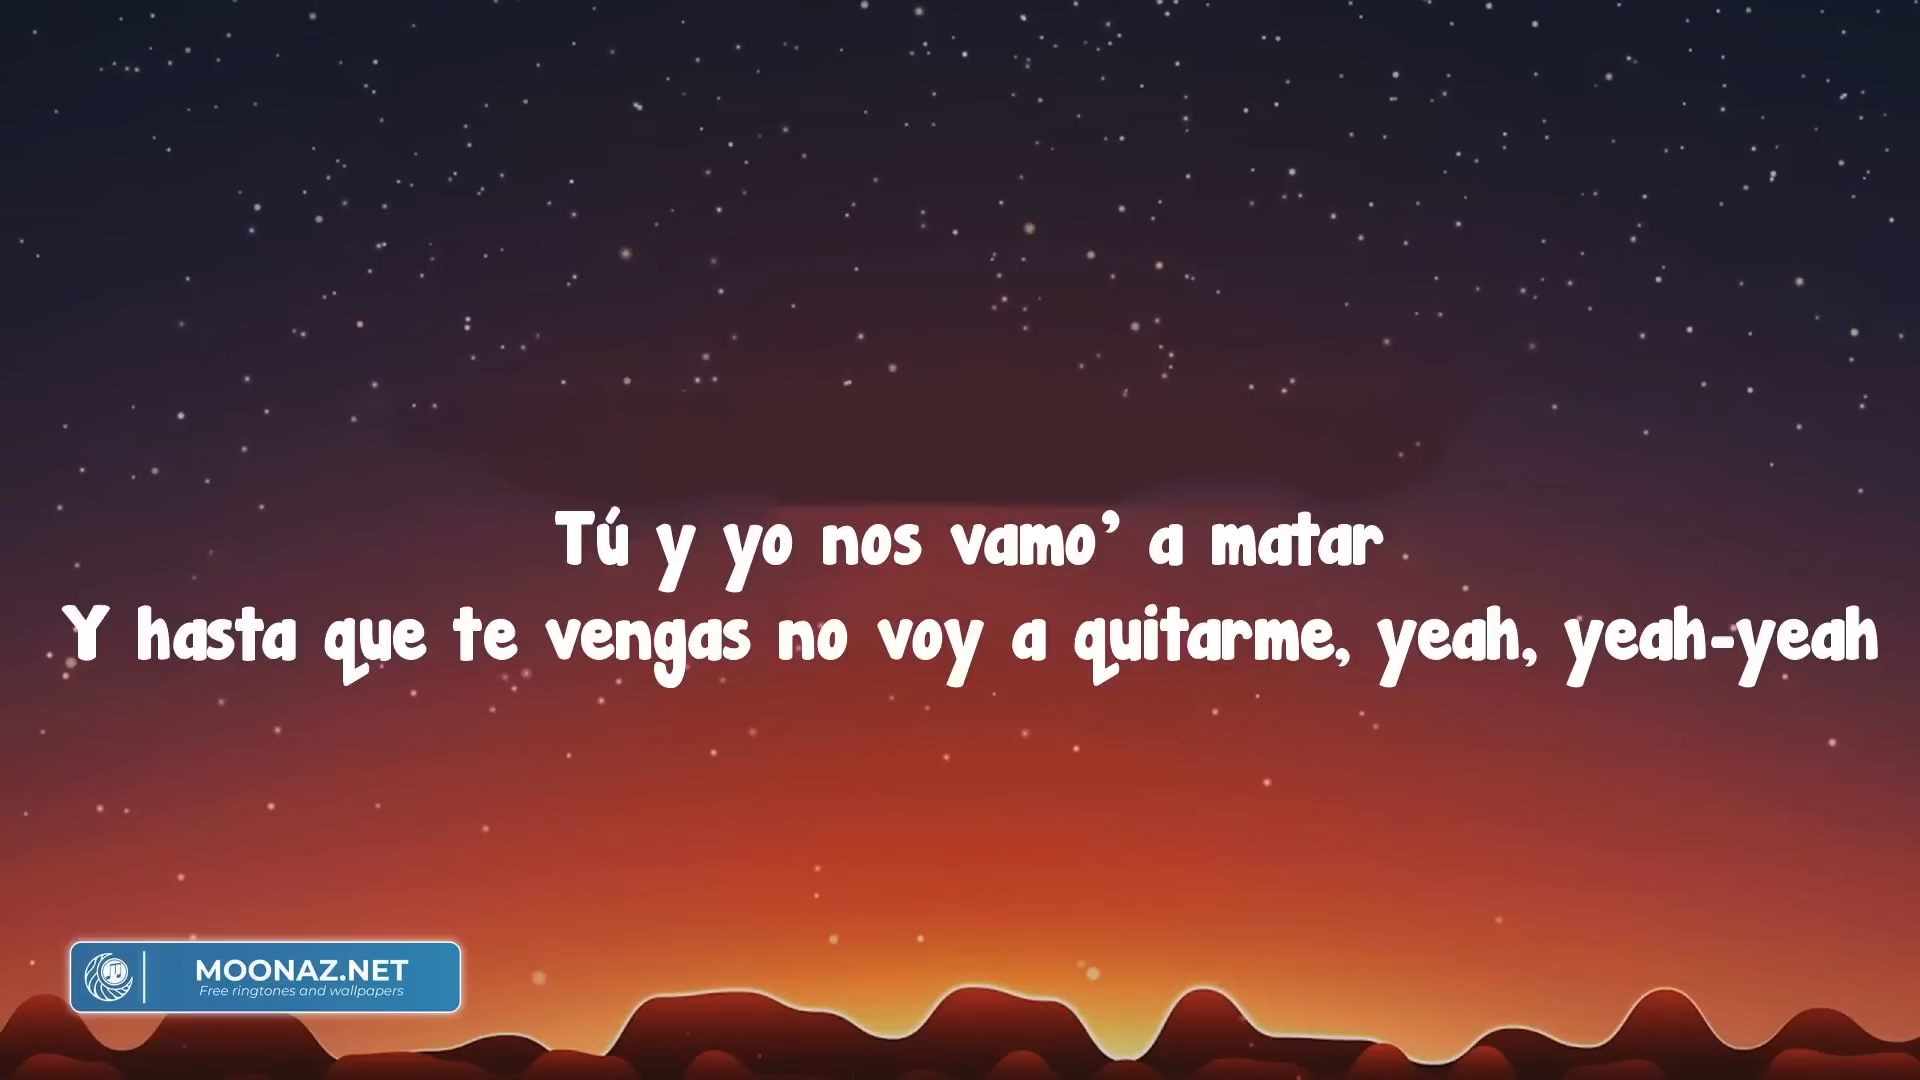 Tú y yo nos vamo’ a matar
Y hasta que te vengas no voy a quitarme, yeah, yeah-yeah
MOONAZ.NET
Free ringtones and wallpapers